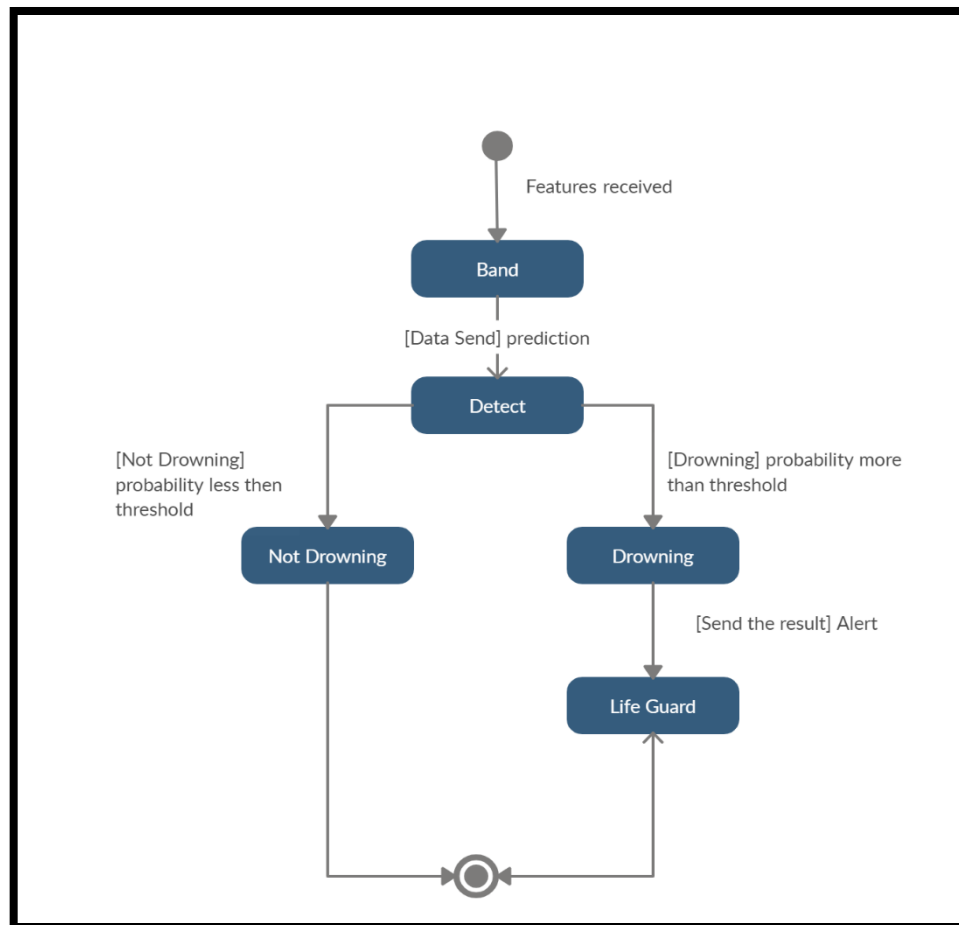 Features received
Band
[Data Send] prediction
Detect
[Not Drowning]
probability less then
threshold
[Drowning] probability more
than threshold
Not Drowning
Drowning
[Send the result] Alert
Life Guard